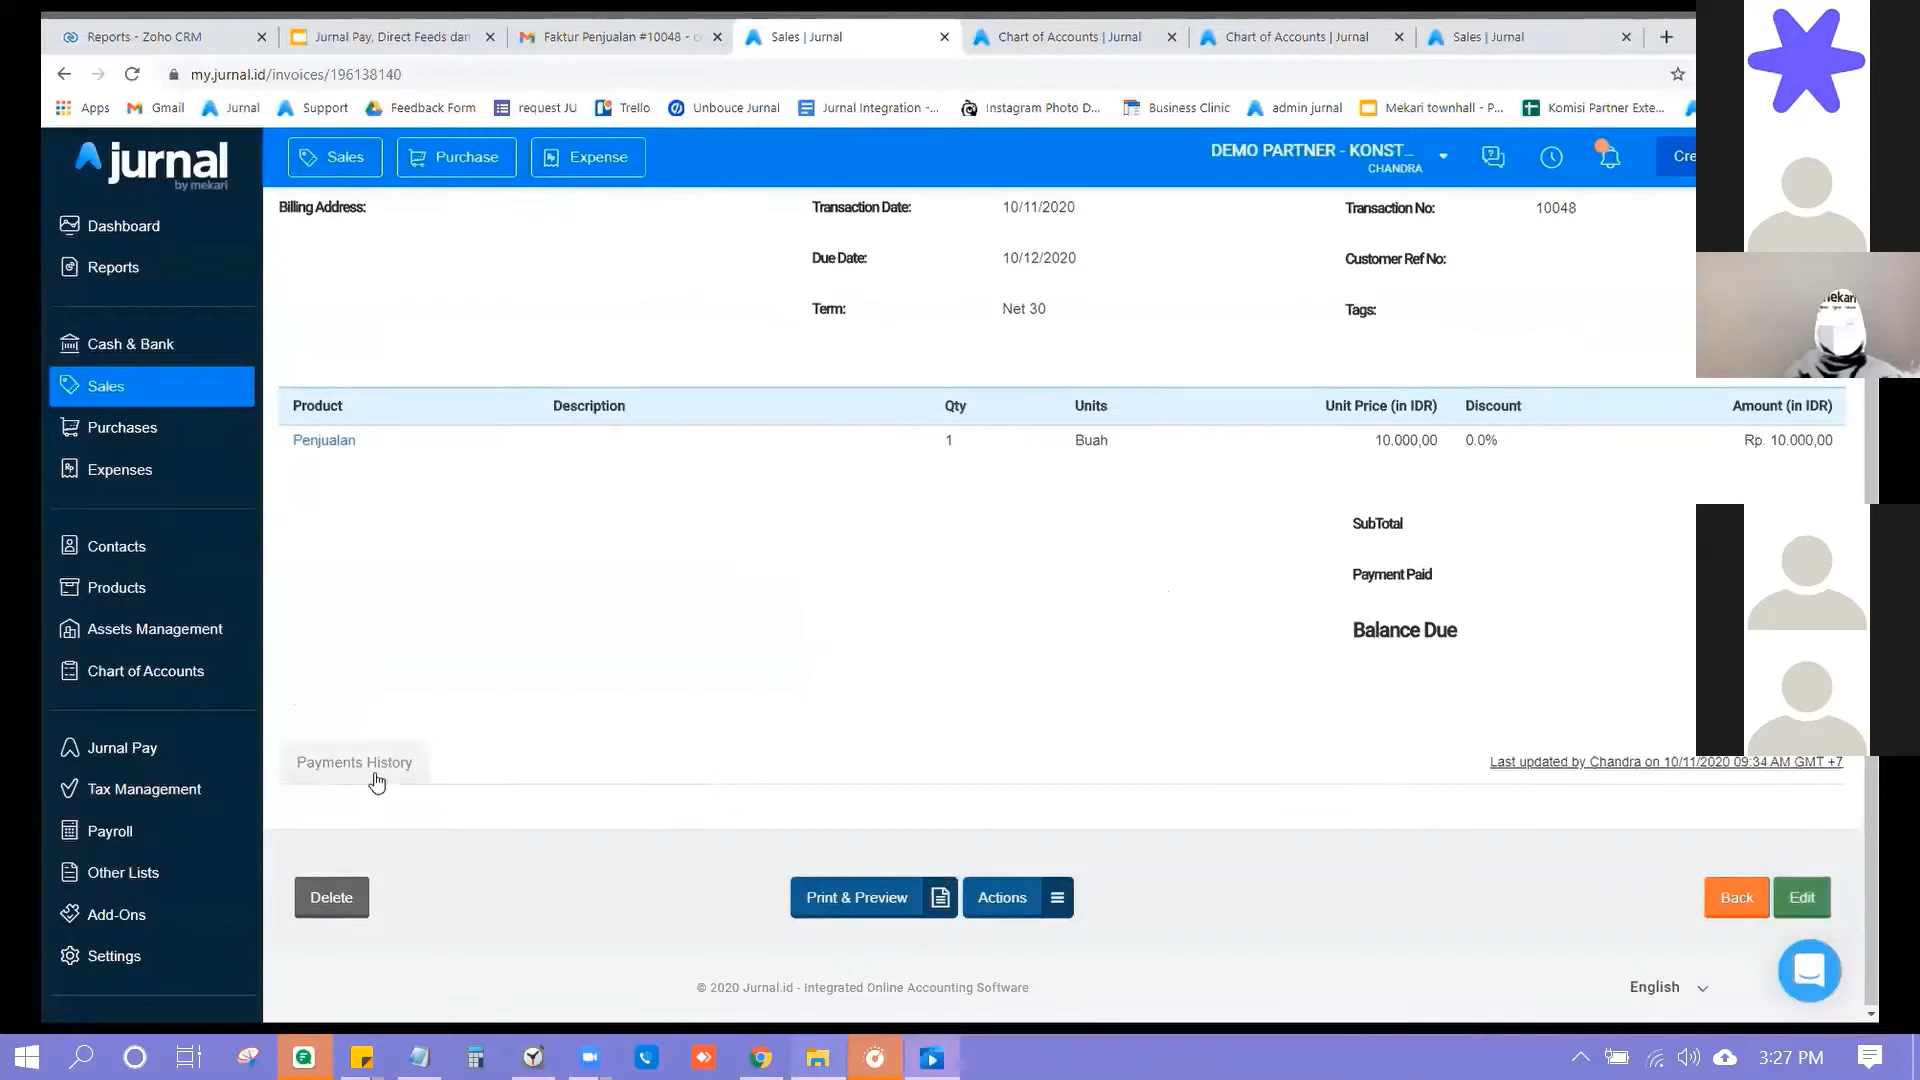 Reports - Zoho CRM
Jurnal Pay, Direct Feeds dan
Faktur Penjualan #10048 - c
Sales | Jurnal
Chart of Accounts | Jurnal
Chart of Accounts | Jurnal
Sales | Jurnal
my.jurnal.id/invoices/196138140
Apps
Gmail
Jurnal
Support
Feedback Form
request JU
Trello
Unbouce Jurnal
Jurnal Integration -...
Instagram Photo D...
Business Clinic
admin jurnal
Mekari townhall - P...
Komisi Partner Exte...
jurnal
by mekari
Sales
Purchase
Expense
DEMO PARTNER - KONST...
CHANDRA
Cre
Dashboard
Reports
Cash & Bank
Sales
Purchases
Expenses
Contacts
Products
Assets Management
Chart of Accounts
Jurnal Pay
Tax Management
Payroll
Other Lists
Add-Ons
Settings
Billing Address:
Transaction Date: 10/11/2020
Transaction No: 10048
Due Date: 10/12/2020
Customer Ref No:
Term: Net 30
Tags:
Product Description Qty Units Unit Price (in IDR) Discount Amount (in IDR)
Penjualan 1 Buah 10.000,00 0.0% Rp. 10.000,00
SubTotal
Payment Paid
Balance Due
Payments History
Last updated by Chandra on 10/11/2020 09:34 AM GMT +7
Delete
Print & Preview
Actions
Back
Edit
© 2020 Jurnal.id - Integrated Online Accounting Software
English
3:27 PM